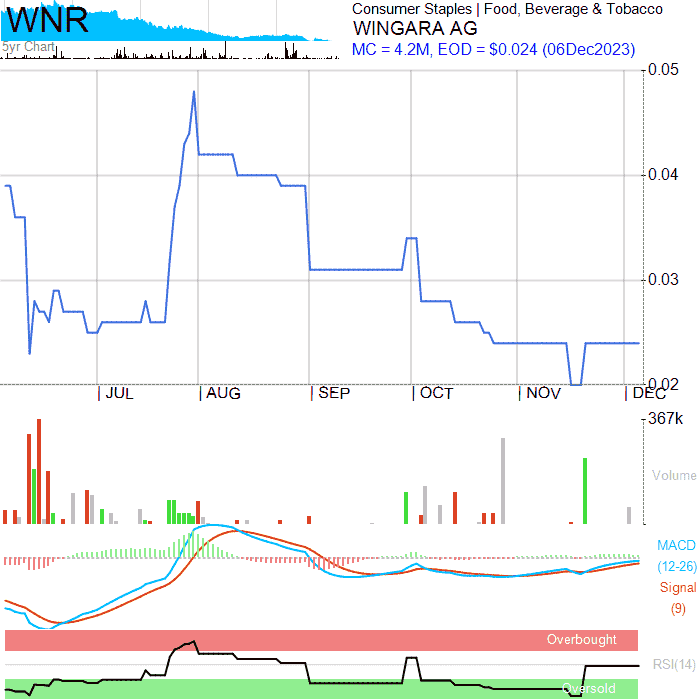 WNR
5yr Chart
Consumer Staples | Food, Beverage & Tobacco
WINGARA AG
MC = 4.2M, EOD = $0.024 (06Dec2023)
0.05
0.04
0.03
0.02
JUL AUG SEP OCT NOV DEC
367k
Volume
MACD
(12-26)
Signal
(9)
Overbought
RSI(14)
Oversold